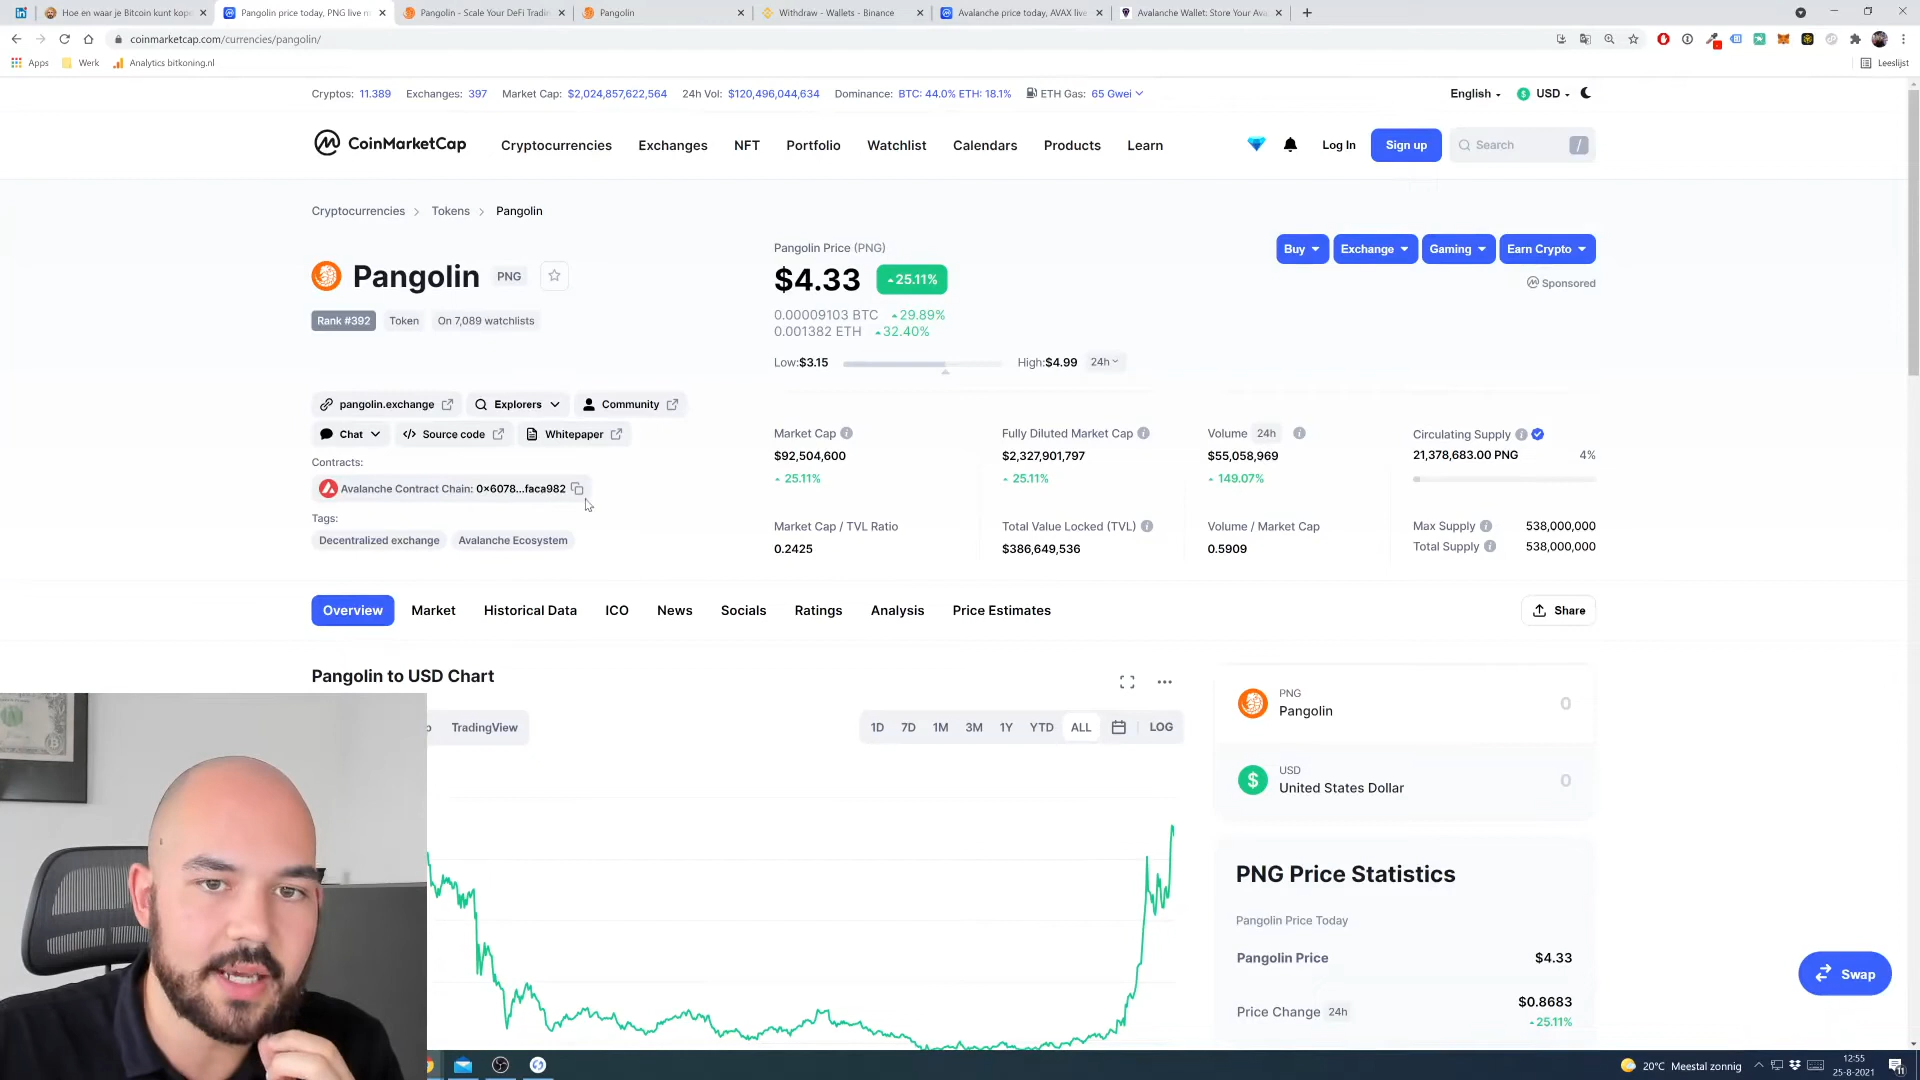 Hoe en waar je Bitcoin kunt kope
Pangolin price today, PNG live m
Pangolin - Scale Your DeFi Tradin
Pangolin
Withdraw - Wallets - Binance
Avalanche price today, AVAX live
Avalanche Wallet: Store Your Ava
coinmarketcap.com/currencies/pangolin/
Apps Werk Analytics bitkoning.nl Leeslijst
Cryptos: 11.389 Exchanges: 397 Market Cap: $2,024,857,622,564 24h Vol: $120,496,044,634 Dominance: BTC: 44.0% ETH: 18.1% ETH Gas: 65 Gwei English USD
CoinMarketCap Cryptocurrencies Exchanges NFT Portfolio Watchlist Calendars Products Learn Log In Sign up Search /
Cryptocurrencies > Tokens > Pangolin
Pangolin PNG
Rank #392 Token On 7,089 watchlists
Pangolin Price (PNG)
$4.33 25.11%
0.00009103 BTC 29.89%
0.001382 ETH 32.40%
Low:$3.15 High:$4.99 24h
Buy Exchange Gaming Earn Crypto
Sponsored
pangolin.exchange Explorers Community
Chat </> Source code Whitepaper
Contracts:
Avalanche Contract Chain: 0x6078...faca982
Tags:
Decentralized exchange Avalanche Ecosystem
Market Cap
$92,504,600
25.11%
Fully Diluted Market Cap
$2,327,901,797
25.11%
Volume 24h
$55,058,969
149.07%
Circulating Supply
21,378,683.00 PNG 4%
Market Cap / TVL Ratio
0.2425
Total Value Locked (TVL)
$386,649,536
Volume / Market Cap
0.5909
Max Supply 538,000,000
Total Supply 538,000,000
Overview Market Historical Data ICO News Socials Ratings Analysis Price Estimates Share
Pangolin to USD Chart
TradingView 1D 7D 1M 3M 1Y YTD ALL LOG
PNG
Pangolin 0
USD
United States Dollar 0
PNG Price Statistics
Pangolin Price Today
Pangolin Price $4.33
Price Change 24h $0.8683
25.11%
Swap
20°C Meestal zonnig
12:55
25-8-2021